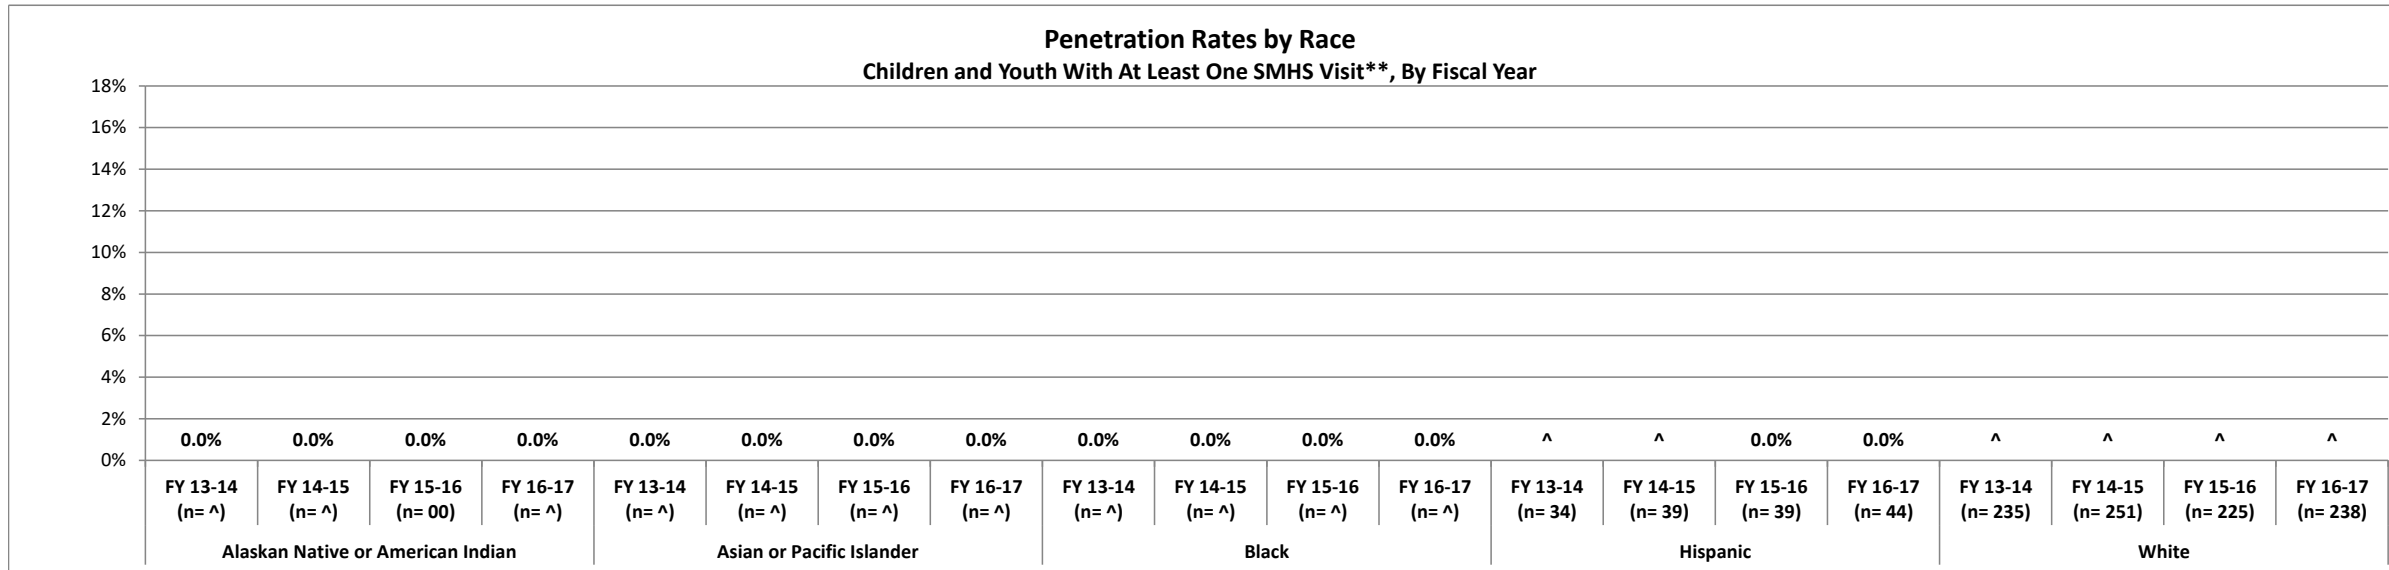 Penetration Rates by Race
Children and Youth With At Least One SMHS Visit**, By Fiscal Year
18%
16%
14%
12%
10%
8%
6%
4%
2%
0%
0.0% 0.0% 0.0% 0.0% 0.0% 0.0% 0.0% 0.0% 0.0% 0.0% 0.0% 0.0% ^ ^ 0.0% 0.0% ^ ^ ^ ^
FY 13-14 FY 14-15 FY 15-16 FY 16-17 FY 13-14 FY 14-15 FY 15-16 FY 16-17 FY 13-14 FY 14-15 FY 15-16 FY 16-17 FY 13-14 FY 14-15 FY 15-16 FY 16-17 FY 13-14 FY 14-15 FY 15-16 FY 16-17
(n= ^) (n= ^) (n= 00) (n= ^) (n= ^) (n= ^) (n= ^) (n= ^) (n= ^) (n= ^) (n= ^) (n= ^) (n= 34) (n= 39) (n= 39) (n= 44) (n= 235) (n= 251) (n= 225) (n= 238)
Alaskan Native or American Indian Asian or Pacific Islander Black Hispanic White